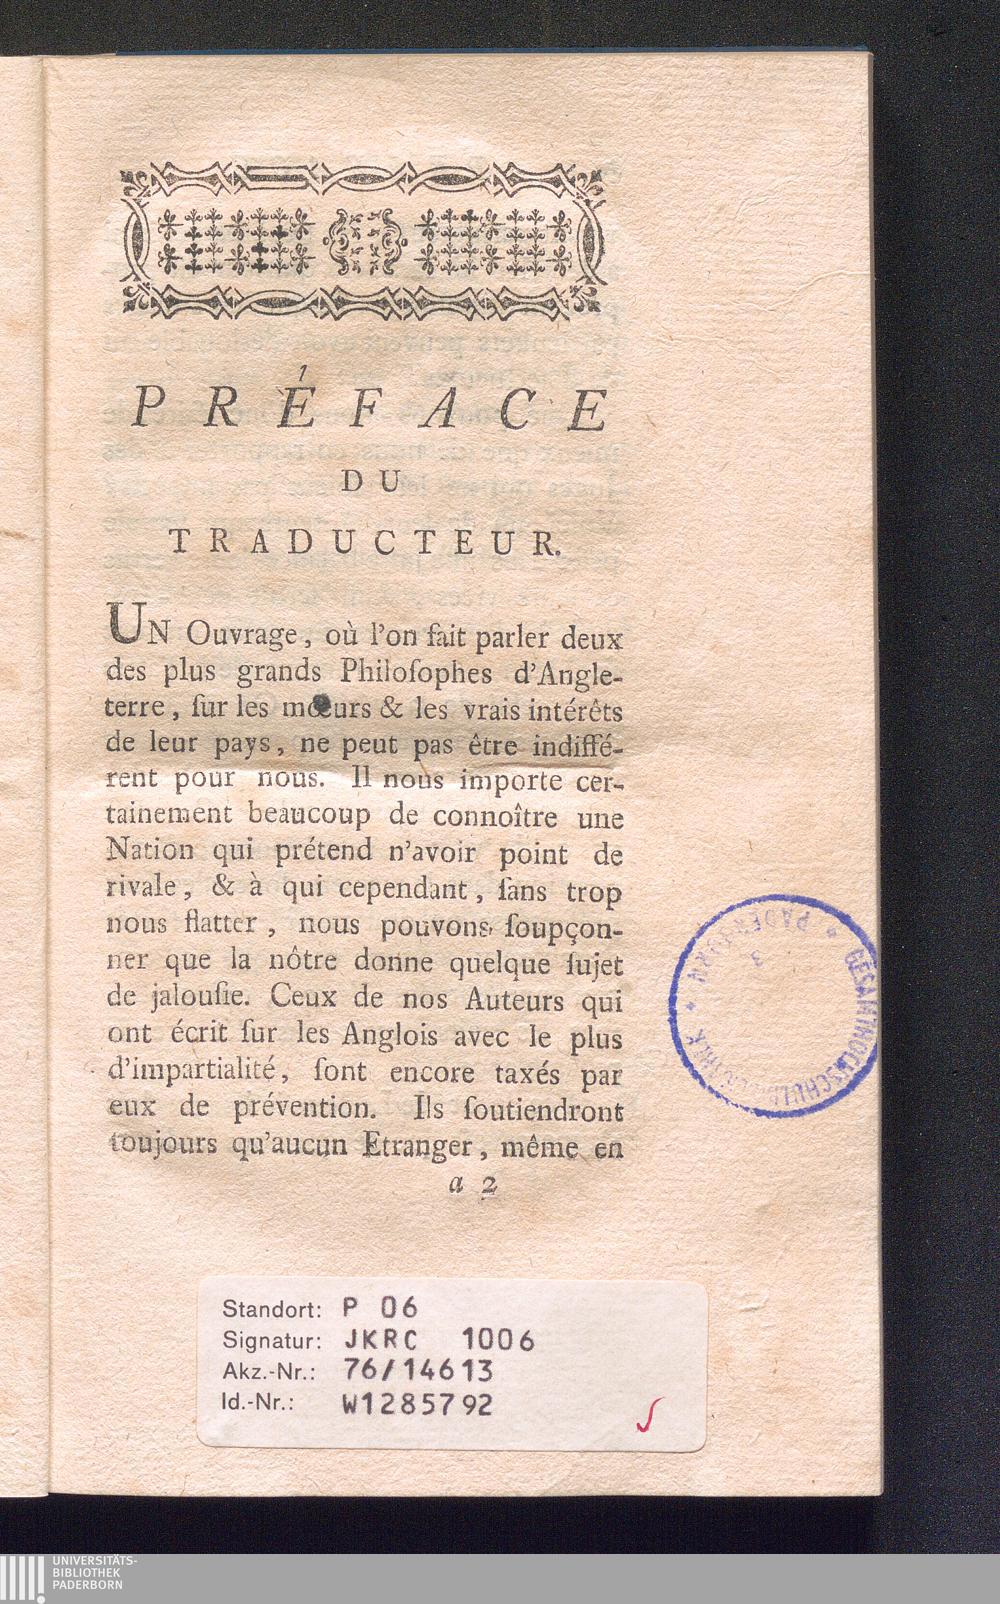 PRÉFACE
DU
TRADUCTEUR.
UN Ouvrage, où l'on fait parler deux
des plus grands Philoſophes d'Angle-
terre, ſur les mœurs & les vrais intérêts
de leur pays, ne peut pas être indiffé-
rent pour nous. Il nous importe cer-
tainement beaucoup de connoître une
Nation qui prétend n'avoir point de
rivale, & à qui cependant, ſans trop
nous flatter, nous pouvons ſoupçon-
ner que la nôtre donne quelque ſujet
de jalouſie. Ceux de nos Auteurs qui
ont écrit ſur les Anglois avec le plus
d'impartialité, ſont encore taxés par
eux de prévention. Ils ſoutiendront
toujours qu'aucun Etranger, même en
a 2
GESAMTHOCHSCHULBIBLIOTHEK
* PADERBORN *
3
Standort: P 06
Signatur: JKRC 1006
Akz.-Nr.: 76/14613
Id.-Nr.: W1285792
UNIVERSITÄTS-
BIBLIOTHEK
PADERBORN